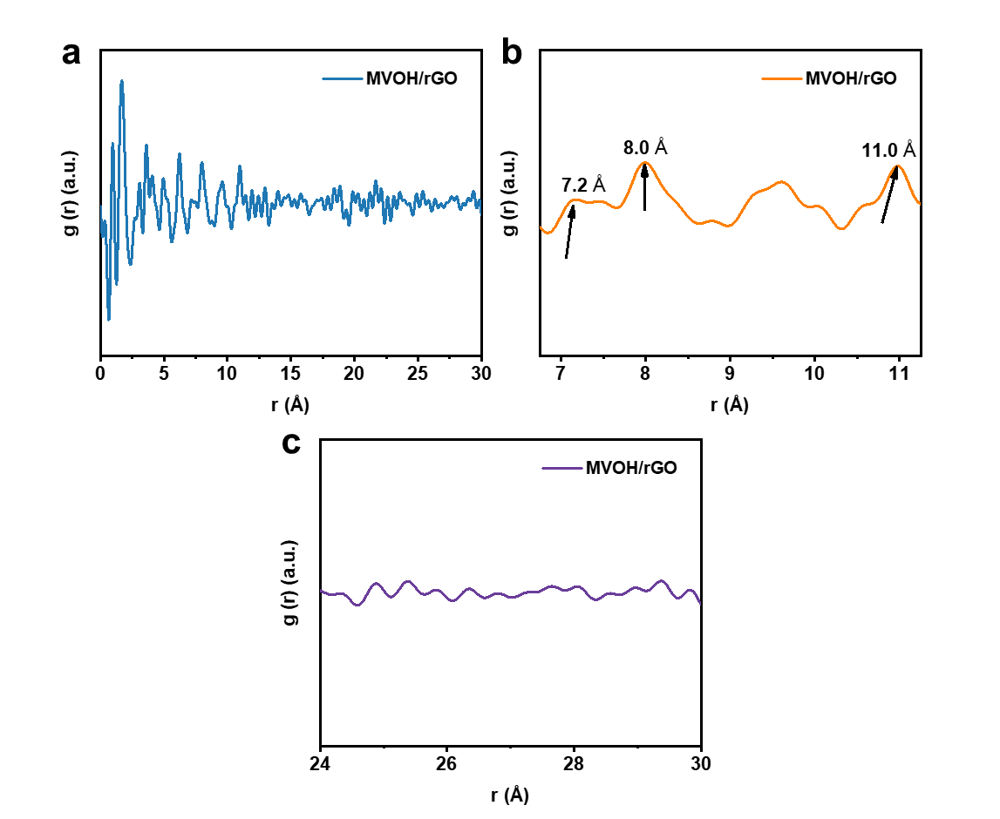 a
MVOH/rGO
g (r) (a.u.)
0 5 10 15 20 25 30
r (Å)
b
MVOH/rGO
7.2 Å
8.0 Å
11.0 Å
g (r) (a.u.)
7 8 9 10 11
r (Å)
c
MVOH/rGO
g (r) (a.u.)
24 26 28 30
r (Å)